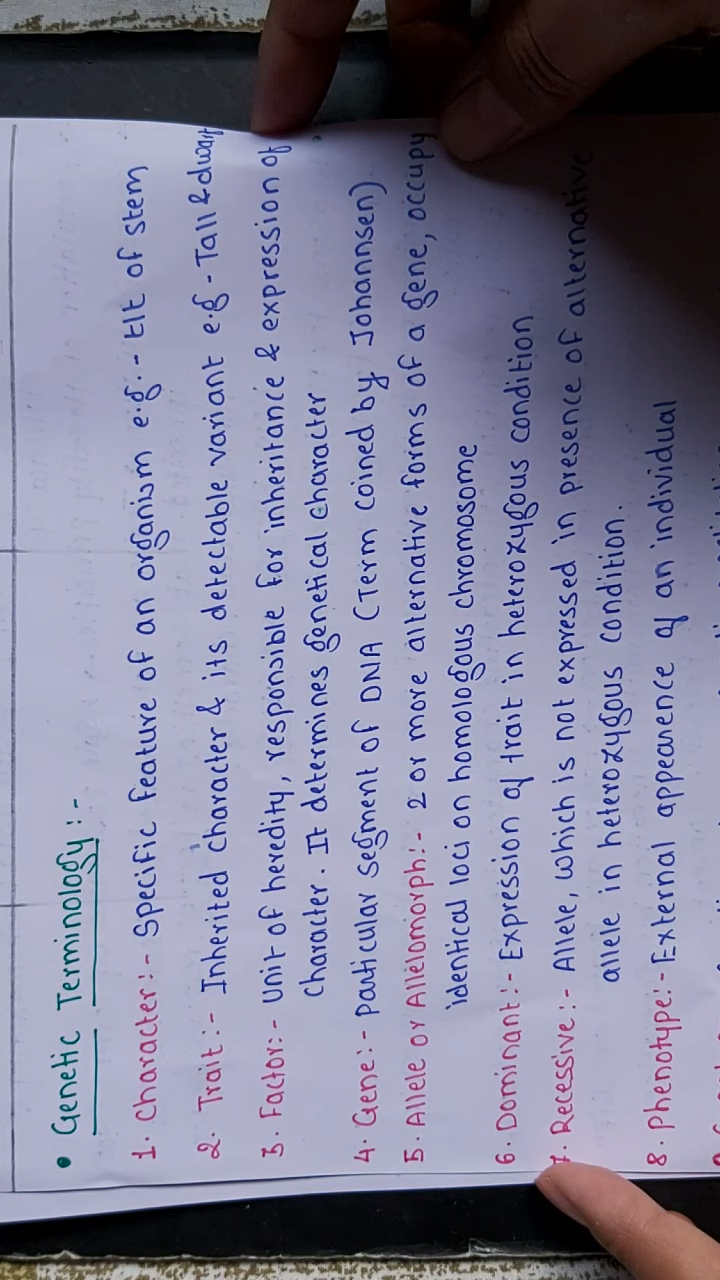 • Genetic Terminology :-
1. Character:- Specific feature of an organism e.g. - Ht of stem
2. Trait :- Inherited character & its detectable variant e.g - Tall & dwarf
3. Factor:- Unit of heredity, responsible for inheritance & expression of
character. It determines genetical character
4. Gene:- Particular segment of DNA (Term coined by Johannsen)
5. Allele or Allelomorph:- 2 or more alternative forms of a gene, occupy
identical loci on homologous chromosome
6. Dominant:- Expression of trait in heterozygous condition
7. Recessive:- Allele, which is not expressed in presence of alternative
allele in heterozygous condition.
8. Phenotype:- External appearence of an individual